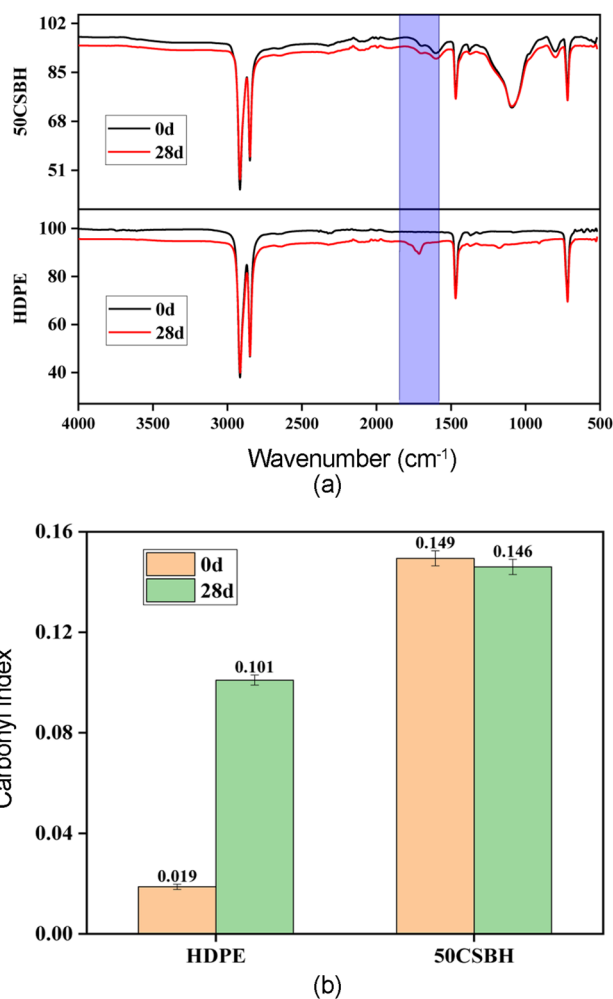 102
85
68
51
50CSBH
0d
28d
100
80
60
40
HDPE
0d
28d
4000 3500 3000 2500 2000 1500 1000 500
Wavenumber (cm⁻¹)
(a)
0.16
0.12
0.08
0.04
0.00
Carbonyl Index
0d
28d
0.019
0.101
0.149
0.146
HDPE 50CSBH
(b)